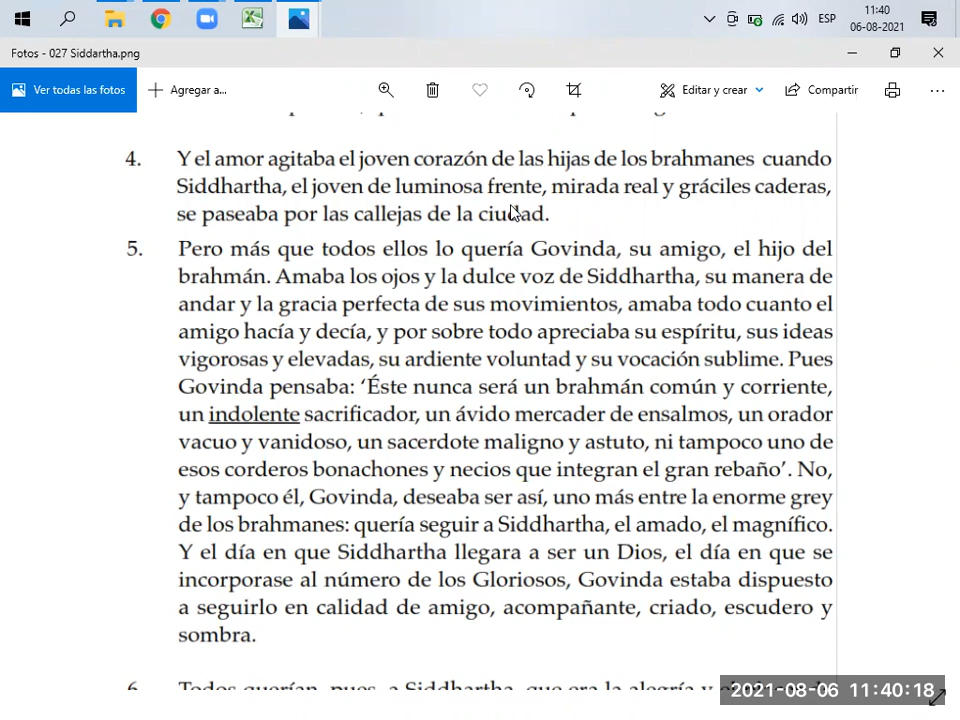 11:40
ESP
06-08-2021
Fotos - 027 Siddartha.png
Ver todas las fotos
Agregar a...
Editar y crear
Compartir
4. Y el amor agitaba el joven corazón de las hijas de los brahmanes cuando
Siddhartha, el joven de luminosa frente, mirada real y gráciles caderas,
se paseaba por las callejas de la ciudad.
5. Pero más que todos ellos lo quería Govinda, su amigo, el hijo del
brahmán. Amaba los ojos y la dulce voz de Siddhartha, su manera de
andar y la gracia perfecta de sus movimientos, amaba todo cuanto el
amigo hacía y decía, y por sobre todo apreciaba su espíritu, sus ideas
vigorosas y elevadas, su ardiente voluntad y su vocación sublime. Pues
Govinda pensaba: ‘Éste nunca será un brahmán común y corriente,
un indolente sacrificador, un ávido mercader de ensalmos, un orador
vacuo y vanidoso, un sacerdote maligno y astuto, ni tampoco uno de
esos corderos bonachones y necios que integran el gran rebaño’. No,
y tampoco él, Govinda, deseaba ser así, uno más entre la enorme grey
de los brahmanes: quería seguir a Siddhartha, el amado, el magnífico.
Y el día en que Siddhartha llegara a ser un Dios, el día en que se
incorporase al número de los Gloriosos, Govinda estaba dispuesto
a seguirlo en calidad de amigo, acompañante, criado, escudero y
sombra.
6. Todos querían, pues, a Siddhartha, que era la alegría y
2021-08-06 11:40:18